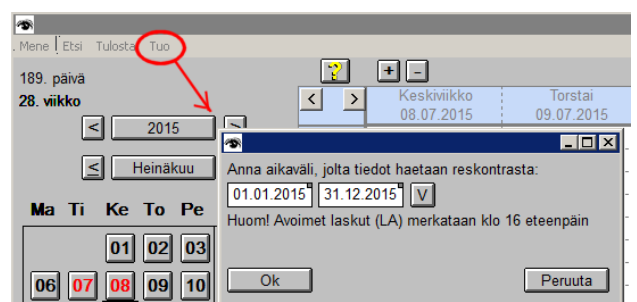 Mene Etsi Tulosta Tuo
189. päivä
28. viikko
< 2015 >
≤ Heinäkuu
Ma Ti Ke To Pe
01 02 03
06 07 08 09 10
? + -
< > Keskiviikko Torstai
08.07.2015 09.07.2015
Anna aikaväli, jolta tiedot haetaan reskontrasta:
01.01.2015 31.12.2015 V
Huom! Avoimet laskut (LA) merkataan klo 16 eteenpäin
Ok Peruuta